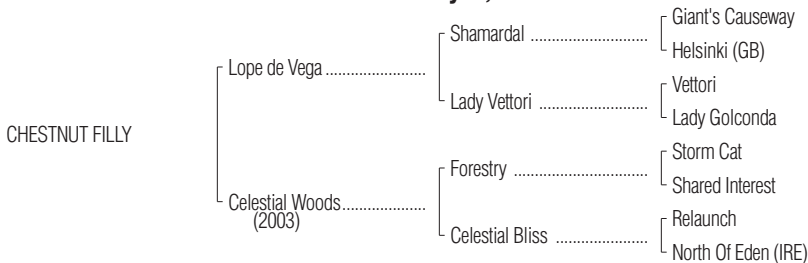 Giant's Causeway
Shamardal
Helsinki (GB)
Lope de Vega
Vettori
Lady Vettori
Lady Golconda
CHESTNUT FILLY
Storm Cat
Forestry
Shared Interest
Celestial Woods
(2003)
Relaunch
Celestial Bliss
North Of Eden (IRE)